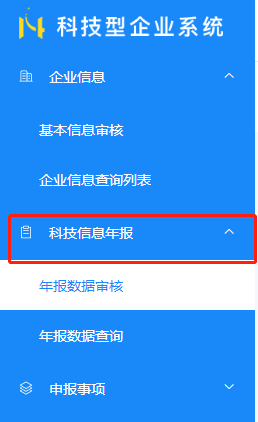 科技型企业系统
企业信息
基本信息审核
企业信息查询列表
科技信息年报
年报数据审核
年报数据查询
申报事项